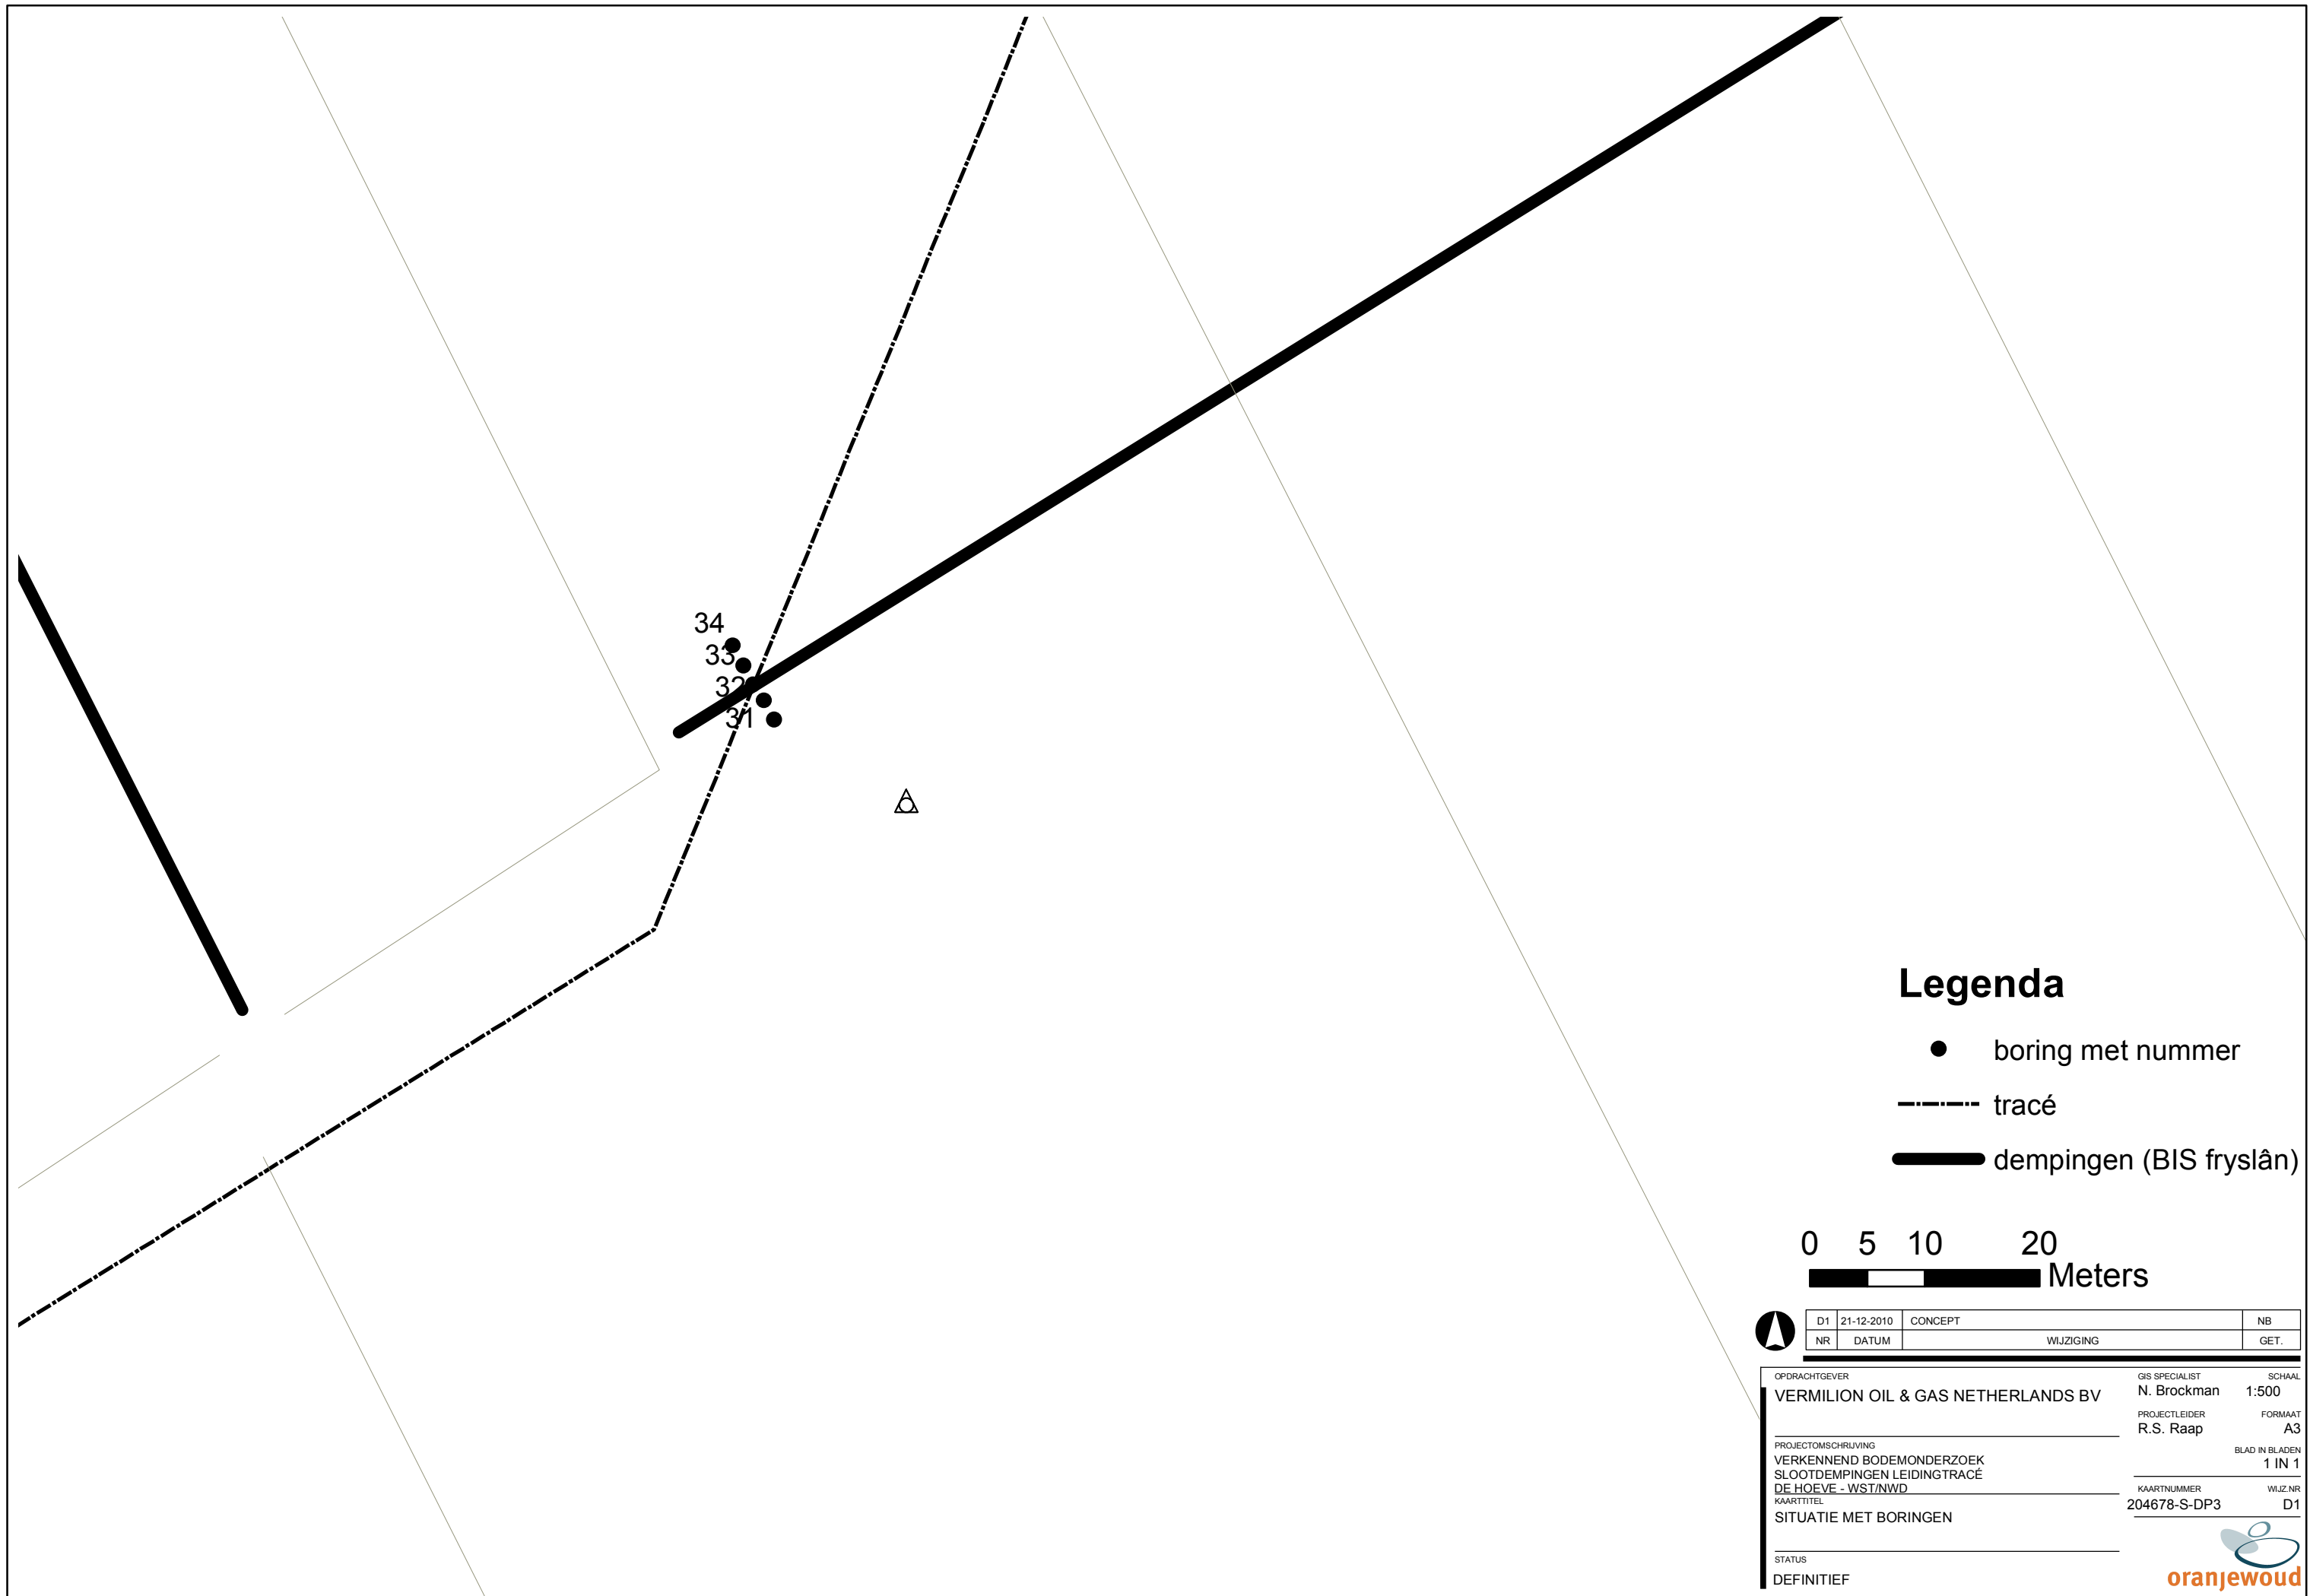 34
33
32
31
Legenda
boring met nummer
tracé
dempingen (BIS fryslân)
0 5 10 20
Meters
D1 21-12-2010 CONCEPT NB
NR DATUM WIJZIGING GET.
OPDRACHTGEVER
VERMILION OIL & GAS NETHERLANDS BV
GIS SPECIALIST SCHAAL
N. Brockman 1:500
PROJECTLEIDER FORMAAT
R.S. Raap A3
BLAD IN BLADEN
1 IN 1
PROJECTOMSCHRIJVING
VERKENNEND BODEMONDERZOEK
SLOOTDEMPINGEN LEIDINGTRACÉ
DE HOEVE - WST/NWD
KAARTNUMMER WIJZ.NR
204678-S-DP3 D1
KAARTTITEL
SITUATIE MET BORINGEN
STATUS
DEFINITIEF
oranjewoud